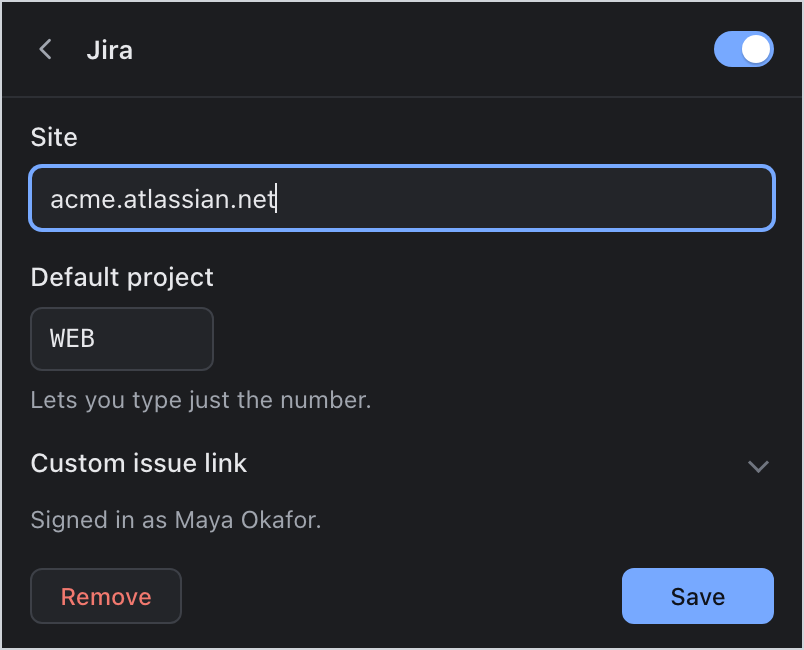 Jira
Site
acme.atlassian.net
Default project
WEB
Lets you type just the number.
Custom issue link
Signed in as Maya Okafor.
Remove
Save